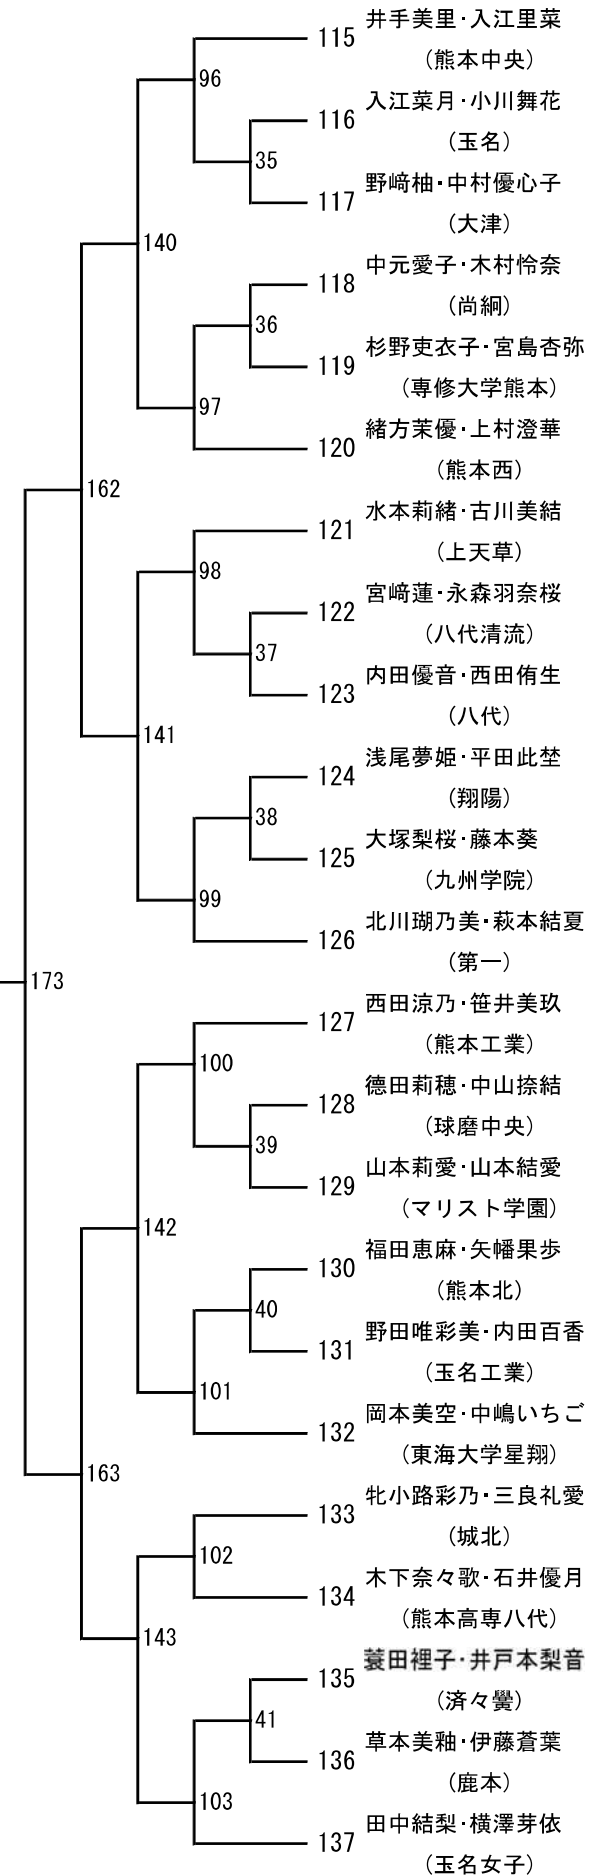 井手美里・入江里菜
115
(熊本中央)
96
入江菜月・小川舞花
116
(玉名)
35
野﨑柚・中村優心子
117
(大津)
140
中元愛子・木村怜奈
118
(尚絅)
36
杉野吏衣子・宮島杏弥
119
(専修大学熊本)
97
緒方茉優・上村澄華
120
(熊本西)
162
水本莉緒・古川美結
121
(上天草)
98
宮﨑蓮・永森羽奈桜
122
(八代清流)
37
内田優音・西田侑生
123
(八代)
141
浅尾夢姫・平田此埜
124
(翔陽)
38
大塚梨桜・藤本葵
125
(九州学院)
99
北川瑚乃美・萩本結夏
126
(第一)
173
西田涼乃・笹井美玖
127
(熊本工業)
100
德田莉穂・中山捺結
128
(球磨中央)
39
山本莉愛・山本結愛
129
(マリスト学園)
142
福田恵麻・矢幡果歩
130
(熊本北)
40
野田唯彩美・内田百香
131
(玉名工業)
101
岡本美空・中嶋いちご
132
(東海大学星翔)
163
牝小路彩乃・三良礼愛
133
(城北)
102
木下奈々歌・石井優月
134
(熊本高専八代)
143
蓑田裡子・井戸本梨音
135
(済々黌)
41
草本美釉・伊藤蒼葉
136
(鹿本)
103
田中結梨・横澤芽依
137
(玉名女子)